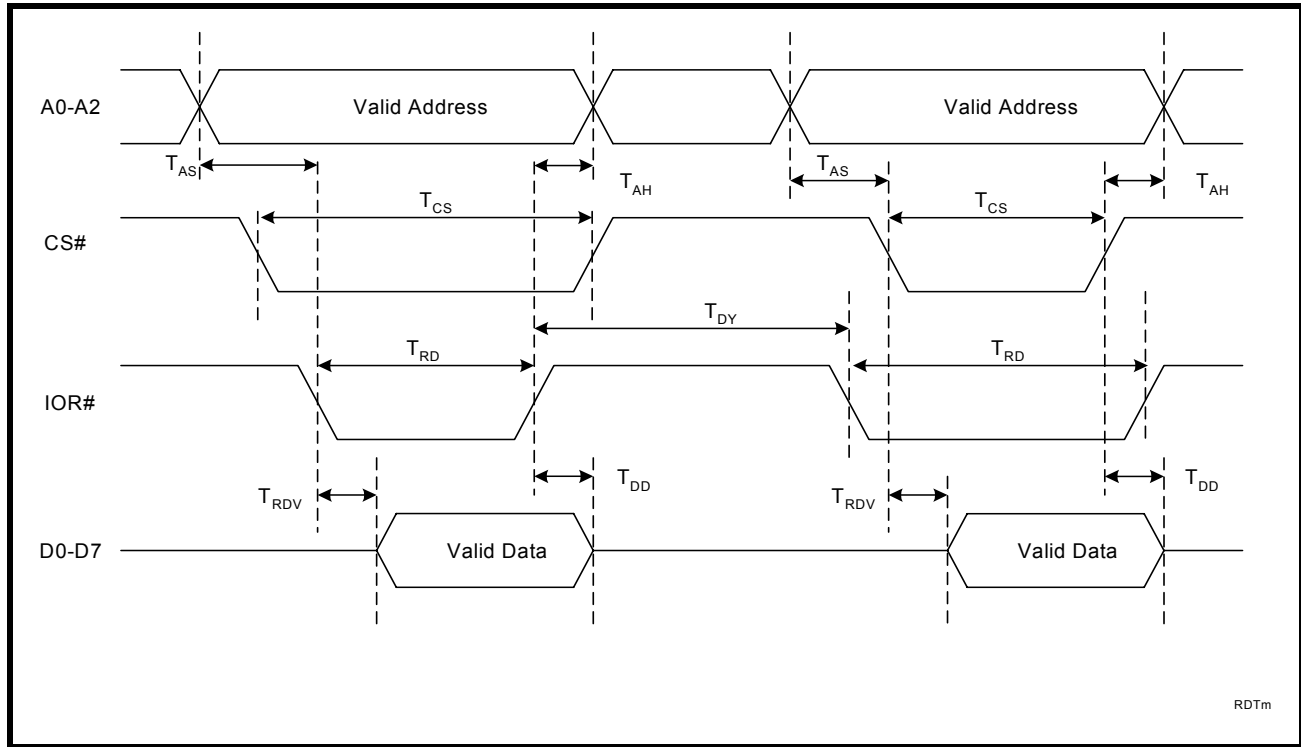 A0-A2
Valid Address
Valid Address
TAS
TAH
TAS
TAH
TCS
TCS
CS#
TDY
TRD
TRD
IOR#
TRDV
TDD
TRDV
TDD
D0-D7
Valid Data
Valid Data
RDTm